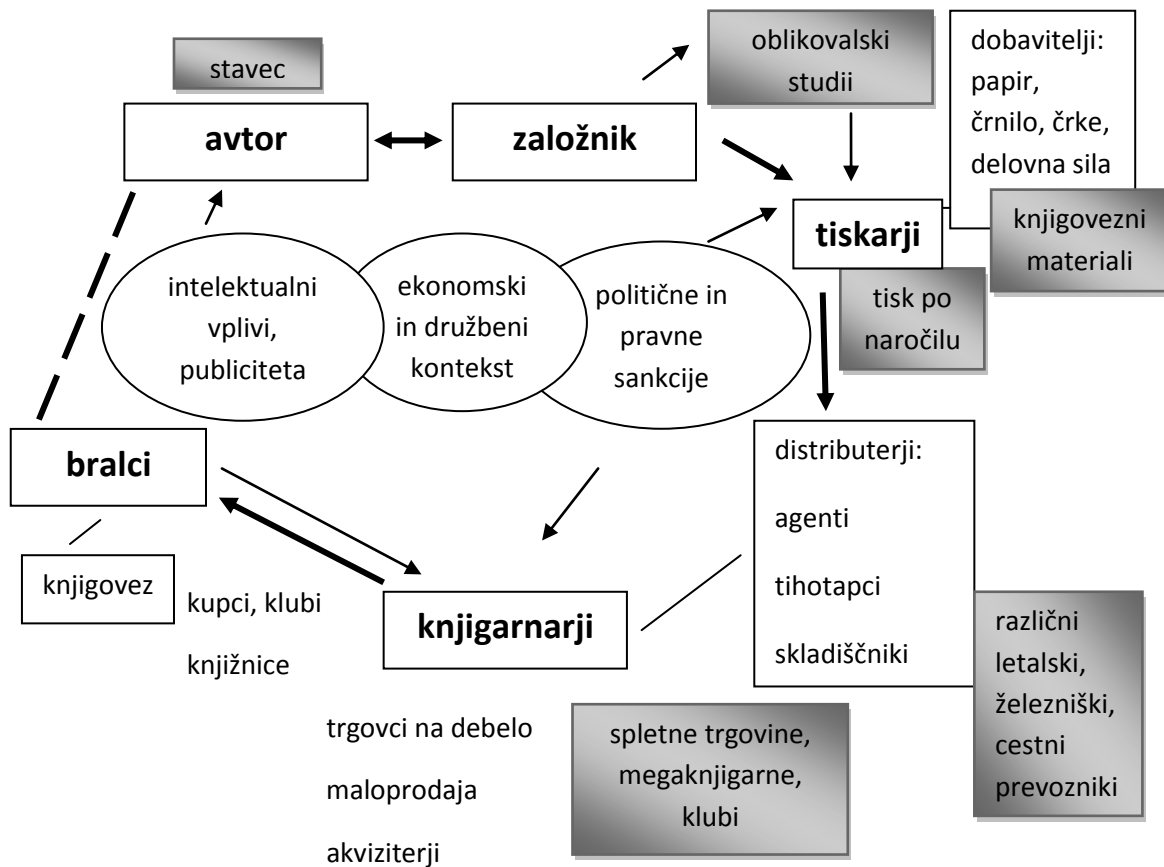 stavec
oblikovalski
studii
dobavitelji:
papir,
črnilo, črke,
delovna sila
avtor
založnik
tiskarji
knjigovezni
materiali
tisk po
naročilu
intelektualni
vplivi,
publiciteta
ekonomski
in družbeni
kontekst
politične in
pravne
sankcije
bralci
distributerji:
agenti
tihotapci
skladiščniki
knjigovez
kupci, klubi
knjižnice
knjigarnarji
različni
letalski,
železniški,
cestni
prevozniki
trgovci na debelo
maloprodaja
akviziterji
spletne trgovine,
megaknjigarne,
klubi